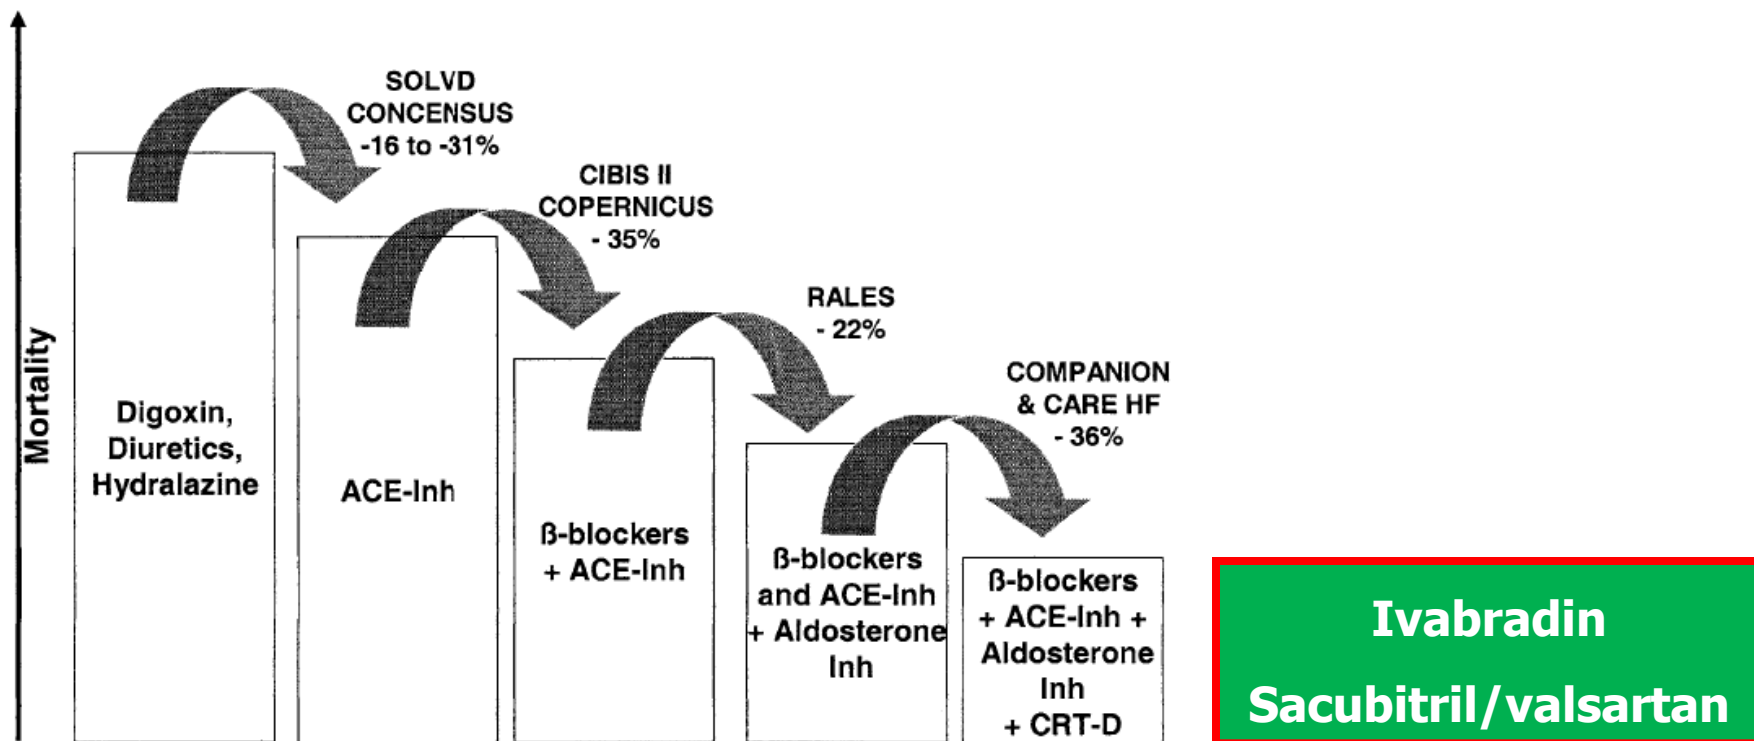 Mortality
Digoxin,
Diuretics,
Hydralazine
SOLVD
CONCENSUS
-16 to -31%
ACE-Inh
CIBIS II
COPERNICUS
- 35%
ß-blockers
+ ACE-Inh
RALES
- 22%
ß-blockers
and ACE-Inh
+ Aldosterone
Inh
COMPANION
& CARE HF
- 36%
ß-blockers
+ ACE-Inh +
Aldosterone
Inh
+ CRT-D
Ivabradin
Sacubitril/valsartan